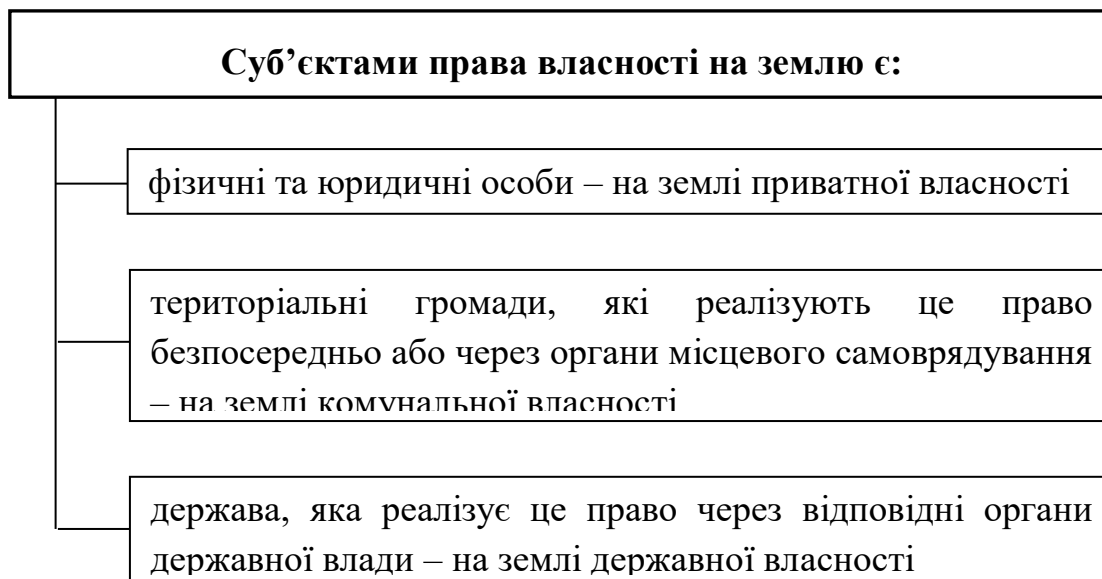 Суб’єктами права власності на землю є:
фізичні та юридичні особи – на землі приватної власності
територіальні громади, які реалізують це право
безпосередньо або через органи місцевого самоврядування
– на землі комунальної власності
держава, яка реалізує це право через відповідні органи
державної влади – на землі державної власності